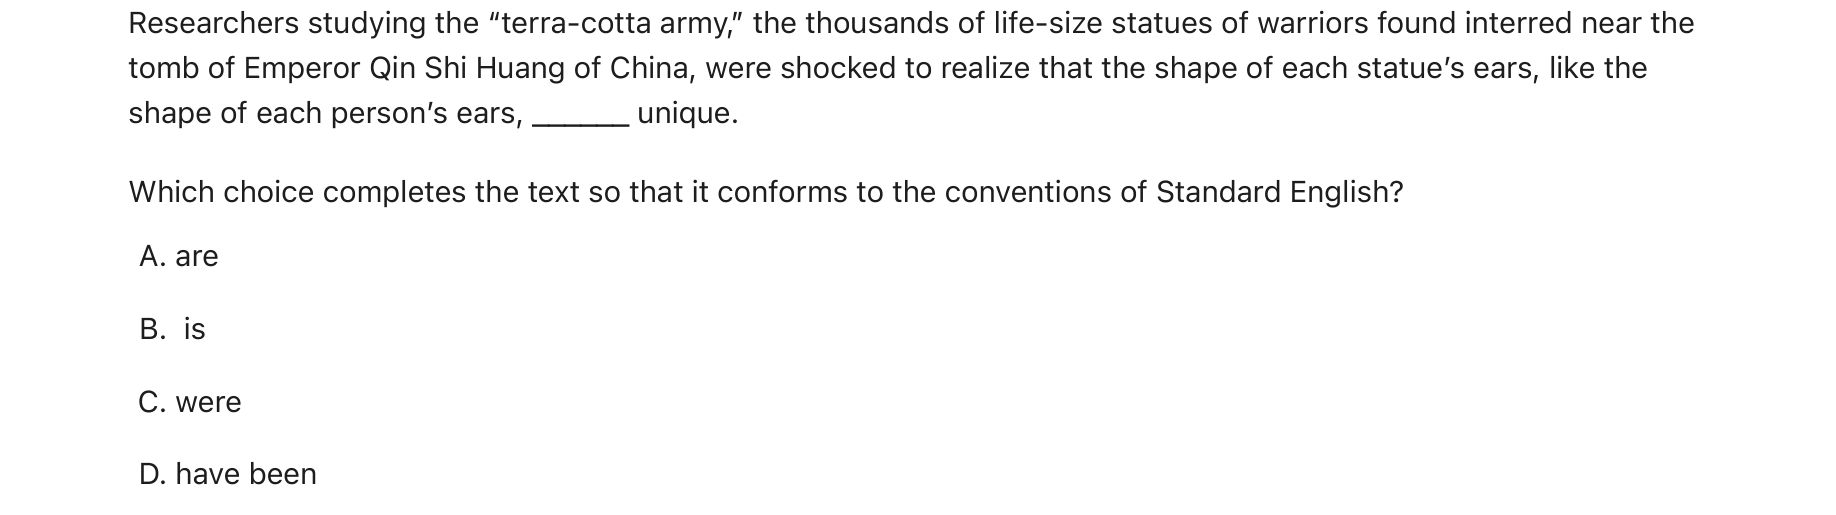 Researchers studying the “terra-cotta army,” the thousands of life-size statues of warriors found interred near the
tomb of Emperor Qin Shi Huang of China, were shocked to realize that the shape of each statue’s ears, like the
shape of each person’s ears, ______ unique.
Which choice completes the text so that it conforms to the conventions of Standard English?
A. are
B. is
C. were
D. have been